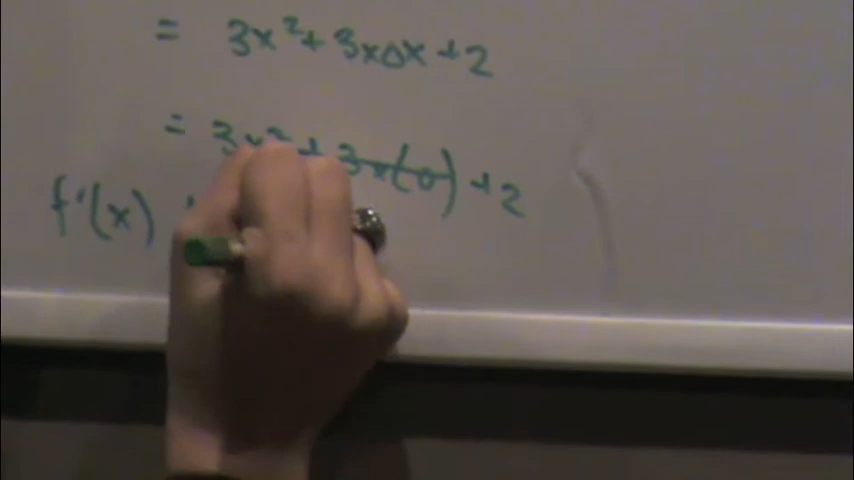 = 3x² + 3xΔx + 2
= 3x² + 3x(0) + 2
f'(x)